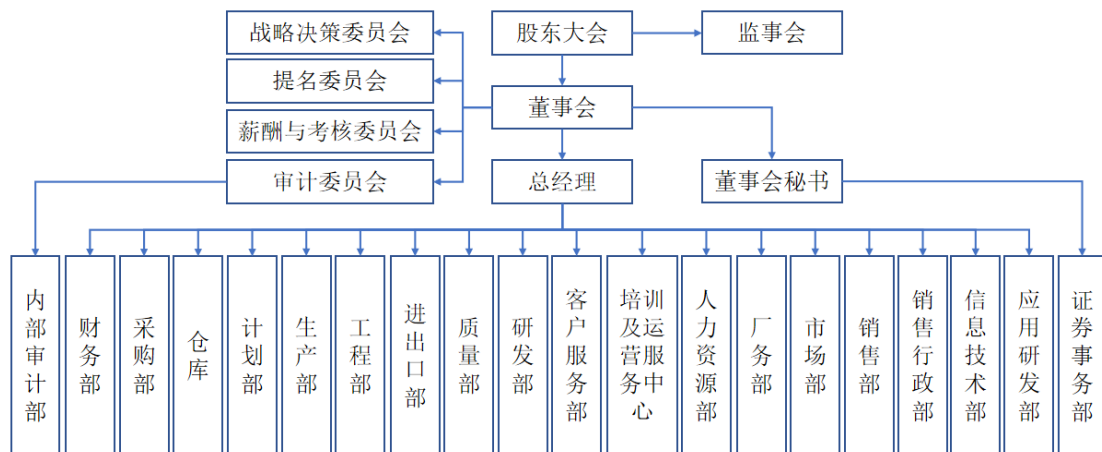 战略决策委员会
股东大会
监事会
提名委员会
董事会
薪酬与考核委员会
审计委员会
总经理
董事会秘书
内部审计部
财务部
采购部
仓库
计划部
生产部
工程部
进出口部
质量部
研发部
客户服务部
培训及运营服务中心
人力资源部
厂务部
市场部
销售部
销售行政部
信息技术部
应用研发部
证券事务部